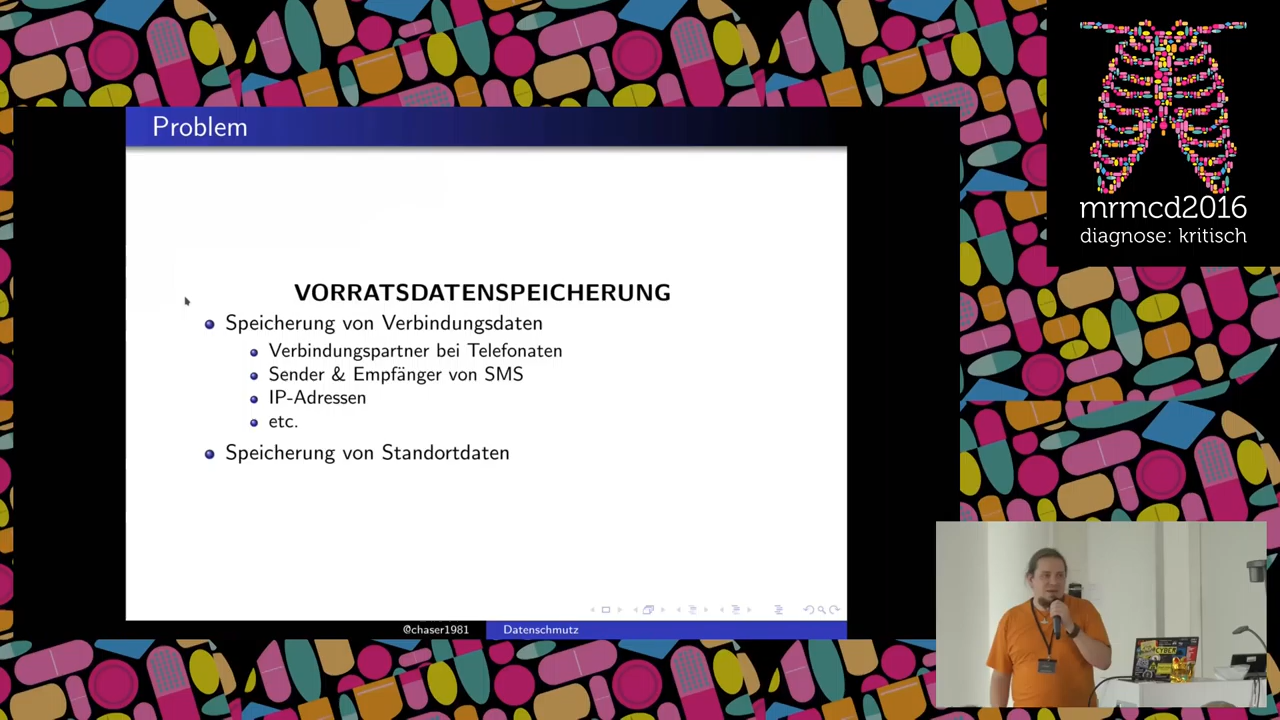 Problem
VORRATSDATENSPEICHERUNG
Speicherung von Verbindungsdaten
Verbindungspartner bei Telefonaten
Sender & Empfänger von SMS
IP-Adressen
etc.
Speicherung von Standortdaten
@chaser1981
Datenschmutz
mrmcd2016
diagnose: kritisch
CYBER